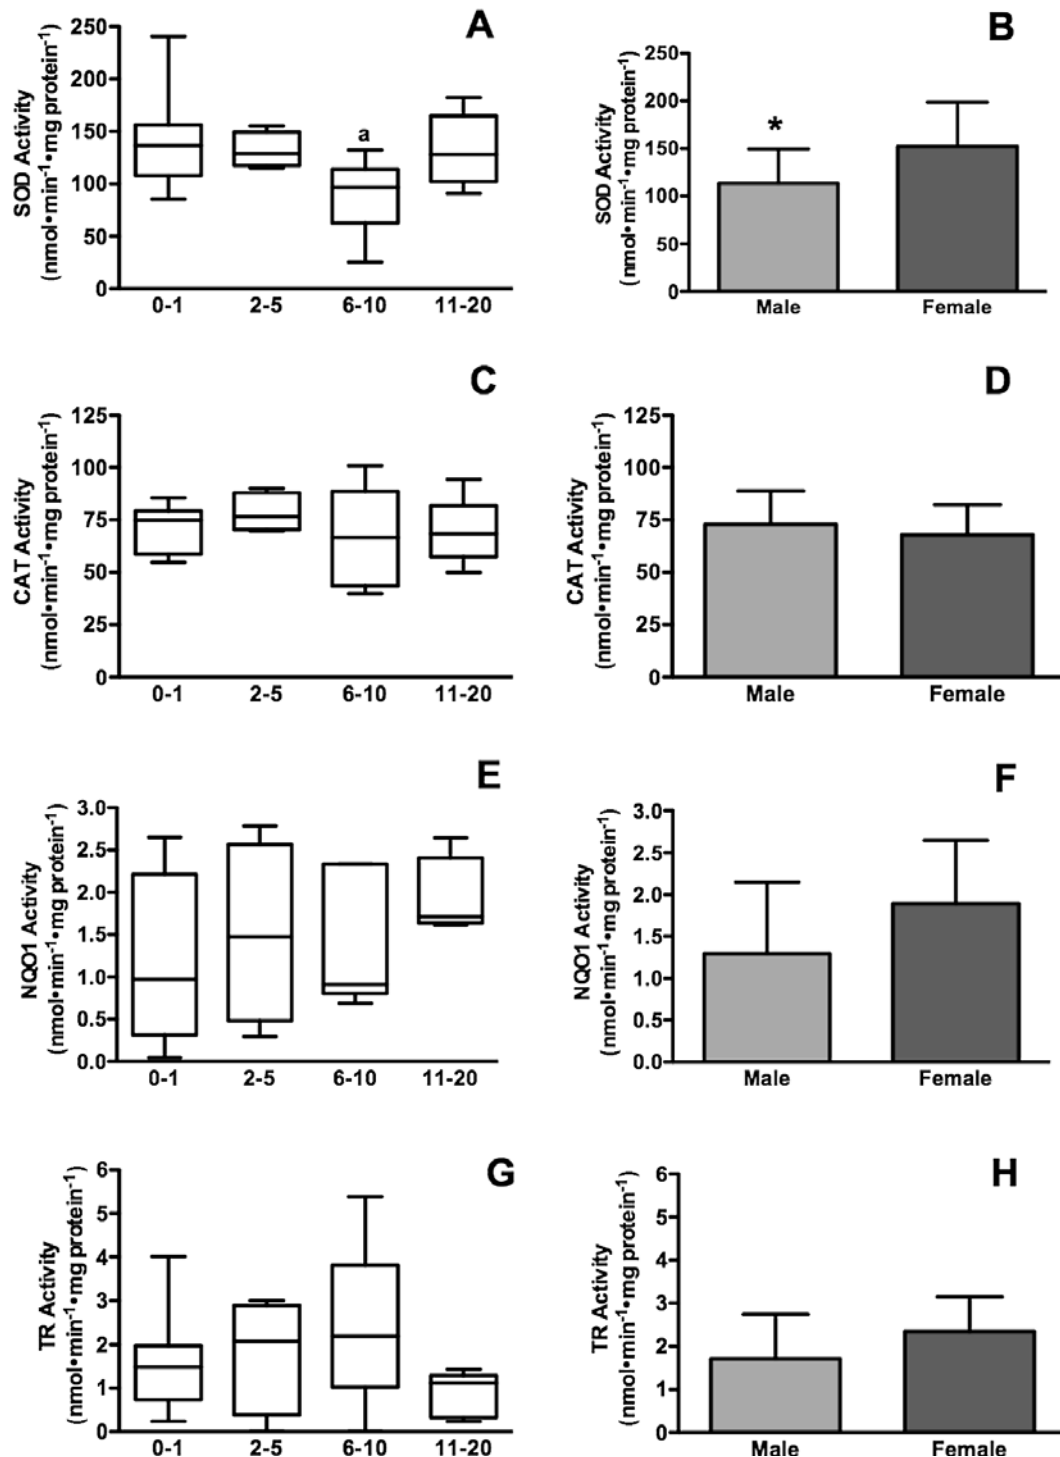 A
SOD Activity
(nmol•min⁻¹•mg protein⁻¹)
250
200
150
100
50
0
a
0-1 2-5 6-10 11-20
B
SOD Activity
(nmol•min⁻¹•mg protein⁻¹)
250
200
150
100
50
0
*
Male Female
C
CAT Activity
(nmol•min⁻¹•mg protein⁻¹)
125
100
75
50
25
0
0-1 2-5 6-10 11-20
D
CAT Activity
(nmol•min⁻¹•mg protein⁻¹)
125
100
75
50
25
0
Male Female
E
NQO1 Activity
(nmol•min⁻¹•mg protein⁻¹)
3.0
2.5
2.0
1.5
1.0
0.5
0.0
0-1 2-5 6-10 11-20
F
NQO1 Activity
(nmol•min⁻¹•mg protein⁻¹)
3.0
2.5
2.0
1.5
1.0
0.5
0.0
Male Female
G
TR Activity
(nmol•min⁻¹•mg protein⁻¹)
6
5
4
3
2
1
0
0-1 2-5 6-10 11-20
H
TR Activity
(nmol•min⁻¹•mg protein⁻¹)
6
5
4
3
2
1
0
Male Female